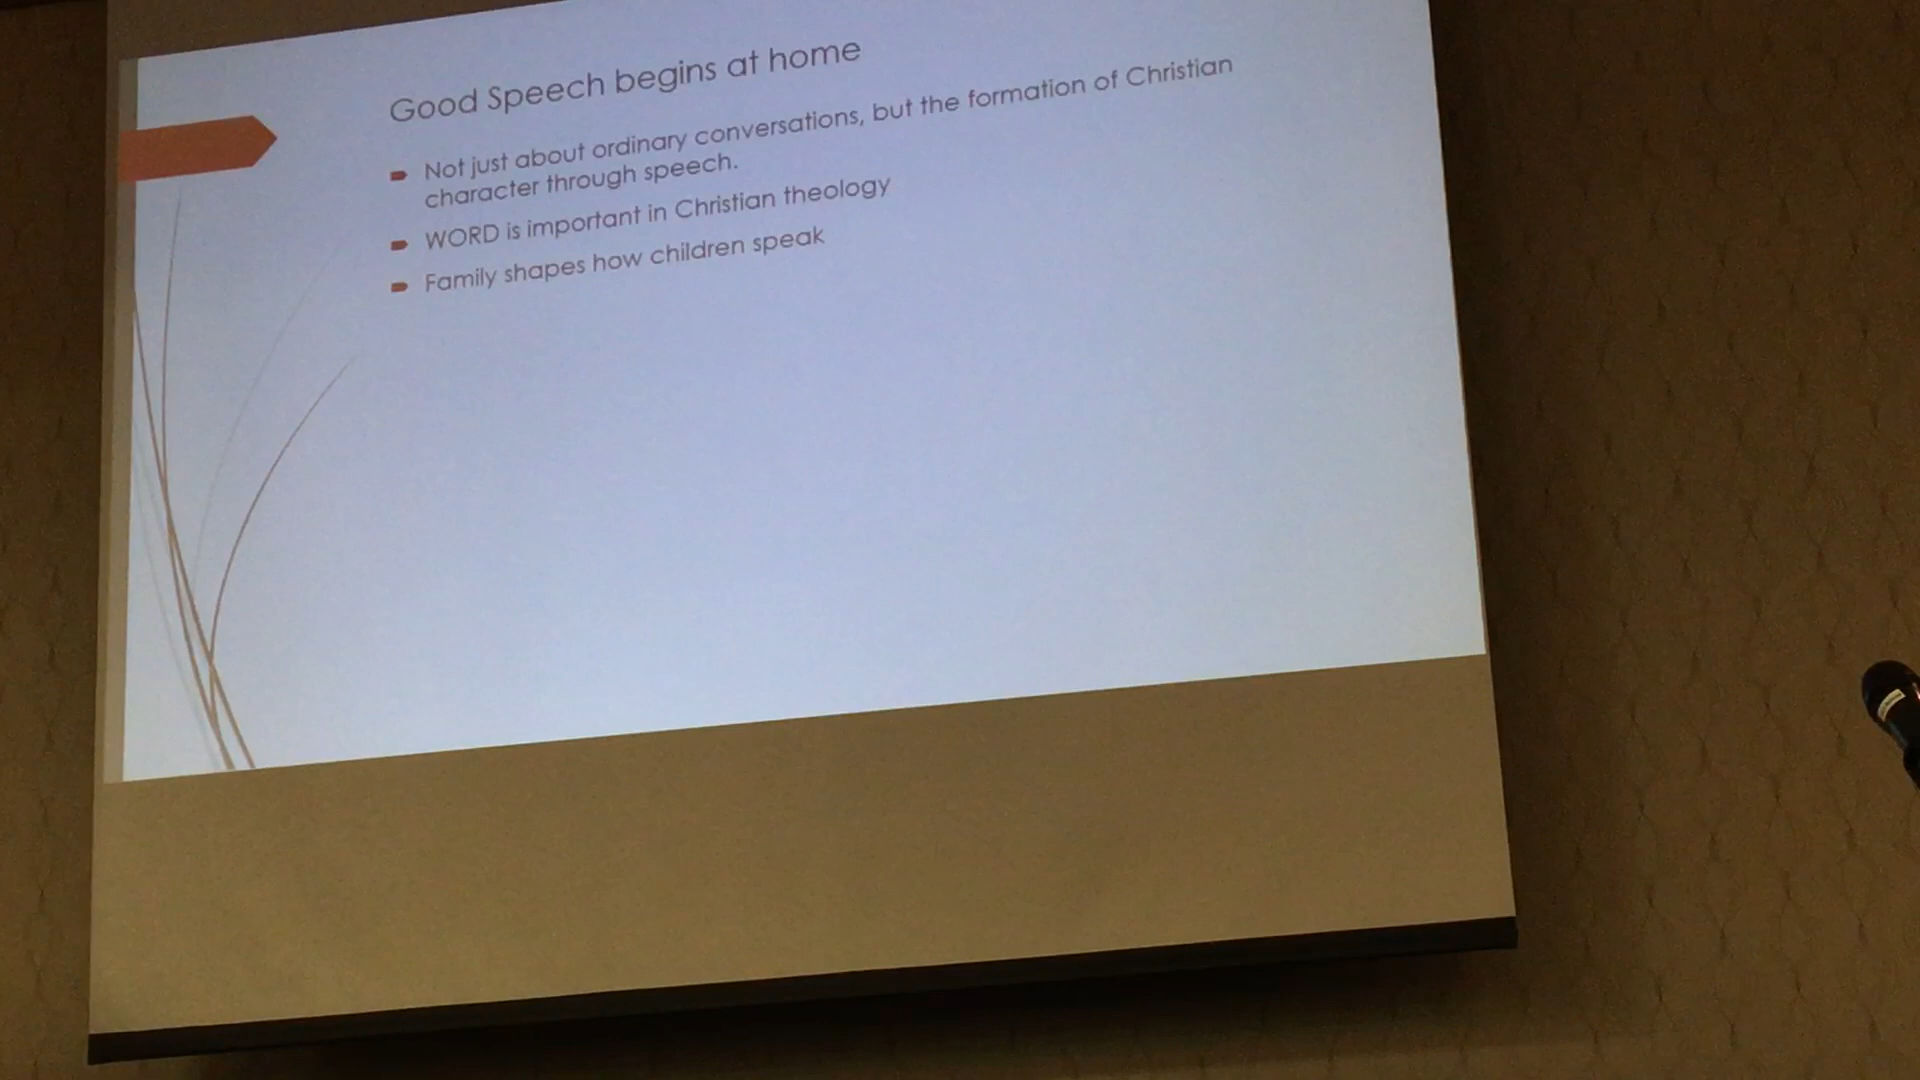 Good Speech begins at home
Not just about ordinary conversations, but the formation of Christian
character through speech.
WORD is important in Christian theology
Family shapes how children speak